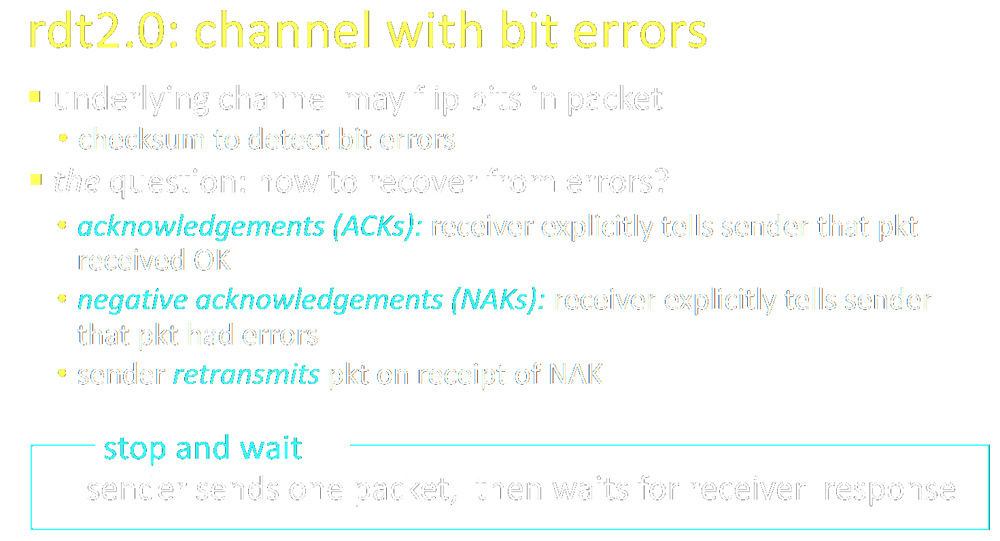 rdt2.0: channel with bit errors
▪ underlying channel may flip bits in packet
• checksum to detect bit errors
▪ the question: how to recover from errors?
• acknowledgements (ACKs): receiver explicitly tells sender that pkt
received OK
• negative acknowledgements (NAKs): receiver explicitly tells sender
that pkt had errors
• sender retransmits pkt on receipt of NAK
stop and wait
sender sends one packet, then waits for receiver response